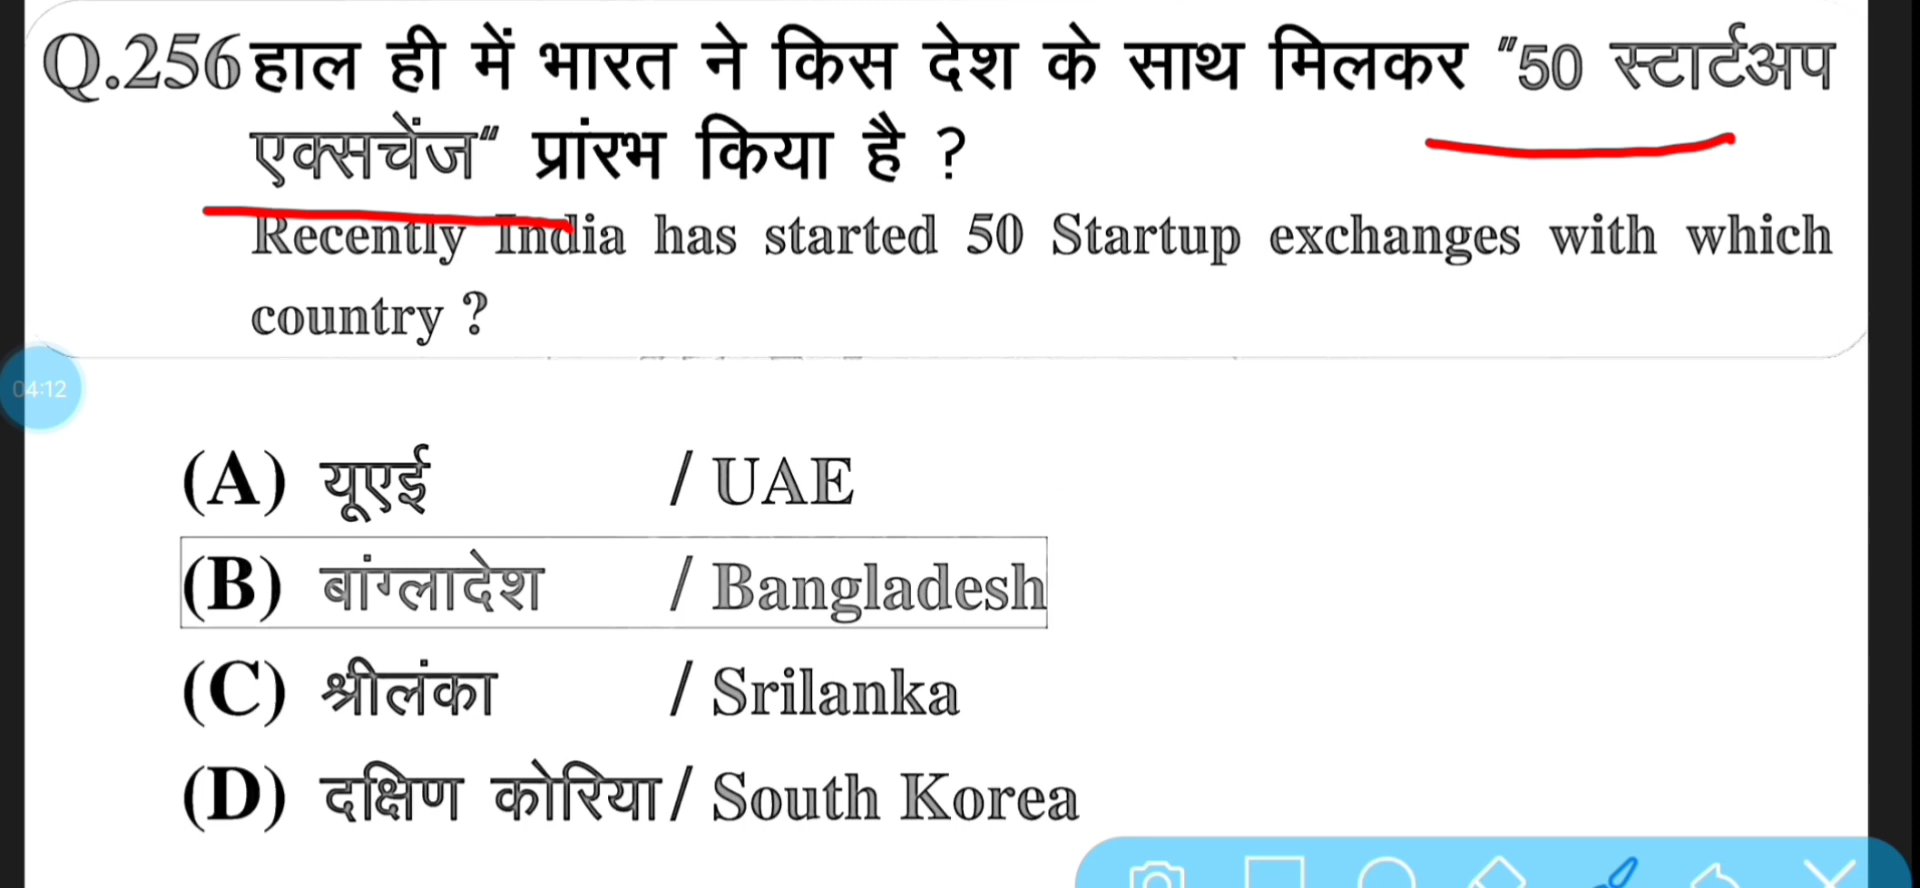 Q.256 हाल ही में भारत ने किस देश के साथ मिलकर "50 स्टार्टअप
एक्सचेंज" प्रांरभ किया है ?
Recently India has started 50 Startup exchanges with which
country ?
04:12
(A) यूएई / UAE
(B) बांग्लादेश / Bangladesh
(C) श्रीलंका / Srilanka
(D) दक्षिण कोरिया / South Korea